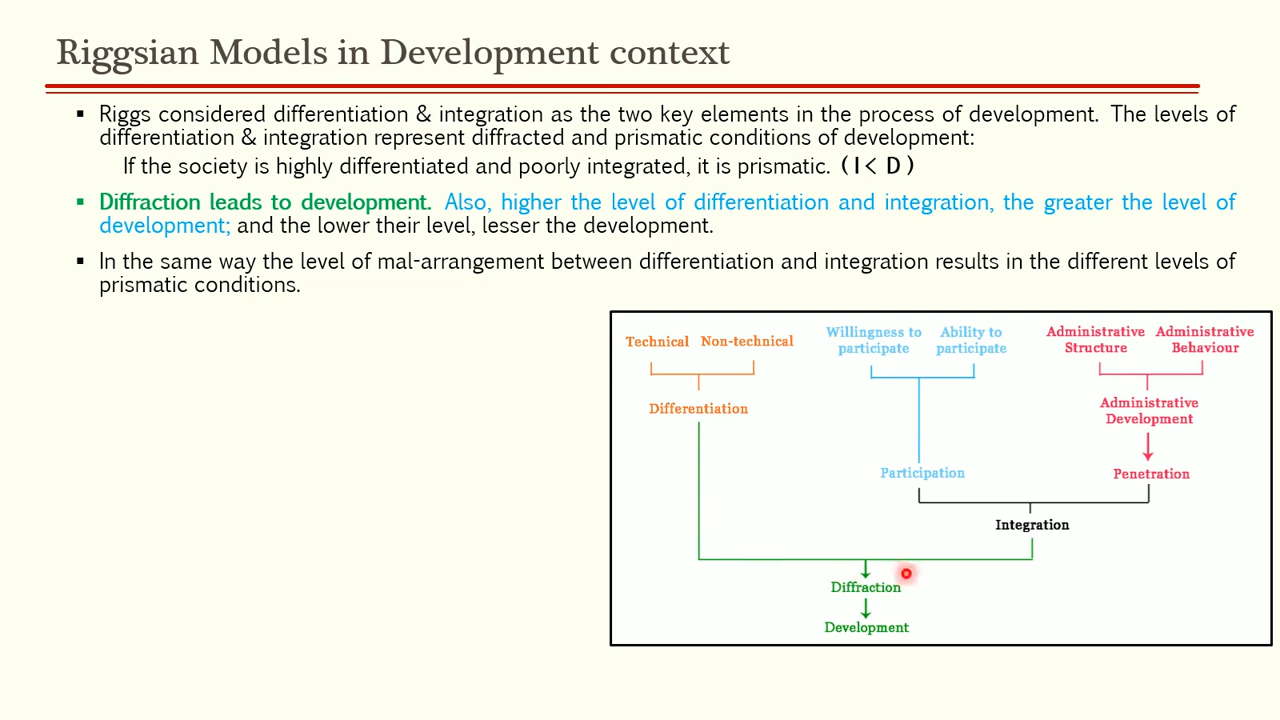 Riggsian Models in Development context
▪ Riggs considered differentiation & integration as the two key elements in the process of development. The levels of
differentiation & integration represent diffracted and prismatic conditions of development:
If the society is highly differentiated and poorly integrated, it is prismatic. ( I < D )
▪ Diffraction leads to development. Also, higher the level of differentiation and integration, the greater the level of
development; and the lower their level, lesser the development.
▪ In the same way the level of mal-arrangement between differentiation and integration results in the different levels of
prismatic conditions.
Technical Non-technical
Differentiation
Willingness to
participate
Ability to
participate
Participation
Administrative
Structure
Administrative
Behaviour
Administrative
Development
Penetration
Integration
Diffraction
Development